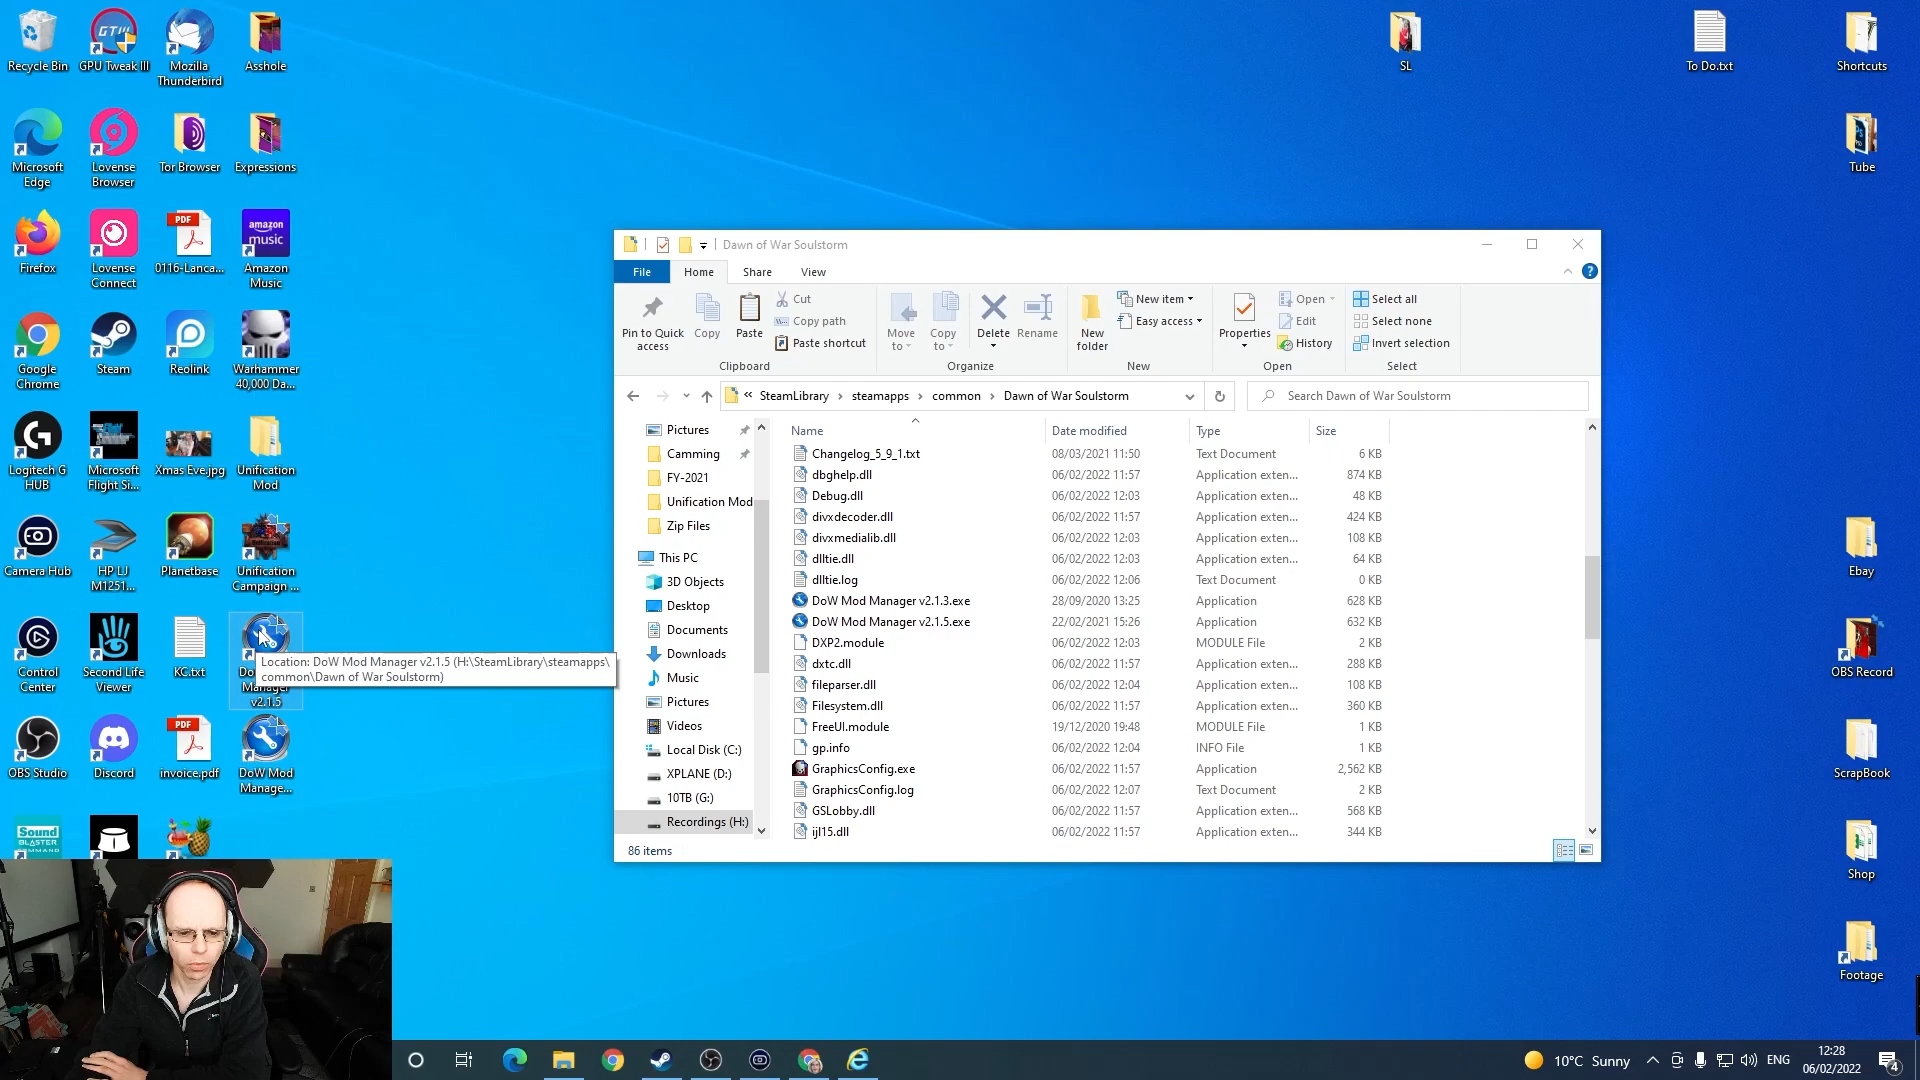 Recycle Bin
GPU Tweak III
Mozilla
Thunderbird
Asshole
SL
To Do.txt
Shortcuts
Microsoft
Edge
Lovense
Browser
Tor Browser
Expressions
Tube
Firefox
Lovense
Connect
PDF
0116-Lanca...
amazon
music
Amazon
Music
Google
Chrome
Steam
Reolink
Warhammer
40,000 Da...
Logitech G
HUB
Microsoft
Flight Si...
Xmas Eve.jpg
Unification
Mod
Camera Hub
HP LJ
M1251...
Planetbase
Unification
Campaign ...
Ebay
Control
Center
Second Life
Viewer
KC.txt
Manager
v2.1.5
Location: DoW Mod Manager v2.1.5 (H:\SteamLibrary\steamapps\
common\Dawn of War Soulstorm)
OBS Record
OBS Studio
Discord
PDF
invoice.pdf
DoW Mod
Manage...
ScrapBook
Sound
BLASTER
COMMAND
Shop
Footage
Dawn of War Soulstorm
File Home Share View
Pin to Quick
access
Copy
Paste
Cut
Copy path
Paste shortcut
Clipboard
Move
to
Copy
to
Delete
Rename
Organize
New
folder
New item
Easy access
New
Properties
Open
Edit
History
Open
Select all
Select none
Invert selection
Select
« SteamLibrary › steamapps › common › Dawn of War Soulstorm
Search Dawn of War Soulstorm
Pictures
Camming
FY-2021
Unification Mod
Zip Files
This PC
3D Objects
Desktop
Documents
Downloads
Music
Pictures
Videos
Local Disk (C:)
XPLANE (D:)
10TB (G:)
Recordings (H:)
Name Date modified Type Size
Changelog_5_9_1.txt 08/03/2021 11:50 Text Document 6 KB
dbghelp.dll 06/02/2022 11:57 Application exten... 874 KB
Debug.dll 06/02/2022 12:03 Application exten... 48 KB
divxdecoder.dll 06/02/2022 11:57 Application exten... 424 KB
divxmedialib.dll 06/02/2022 11:57 Application exten... 108 KB
dlltie.dll 06/02/2022 12:03 Application exten... 64 KB
dlltie.log 06/02/2022 12:06 Text Document 0 KB
DoW Mod Manager v2.1.3.exe 28/09/2020 13:25 Application 628 KB
DoW Mod Manager v2.1.5.exe 22/02/2021 15:26 Application 632 KB
DXP2.module 06/02/2022 12:03 MODULE File 2 KB
dxtc.dll 06/02/2022 11:57 Application exten... 288 KB
fileparser.dll 06/02/2022 12:04 Application exten... 108 KB
Filesystem.dll 06/02/2022 11:57 Application exten... 360 KB
FreeUI.module 19/12/2020 19:48 MODULE File 1 KB
gp.info 06/02/2022 12:04 INFO File 1 KB
GraphicsConfig.exe 06/02/2022 11:57 Application 2,562 KB
GraphicsConfig.log 06/02/2022 12:07 Text Document 2 KB
GSLobby.dll 06/02/2022 11:57 Application exten... 568 KB
ijl15.dll 06/02/2022 11:57 Application exten... 344 KB
86 items
10°C Sunny
ENG
12:28
06/02/2022
4